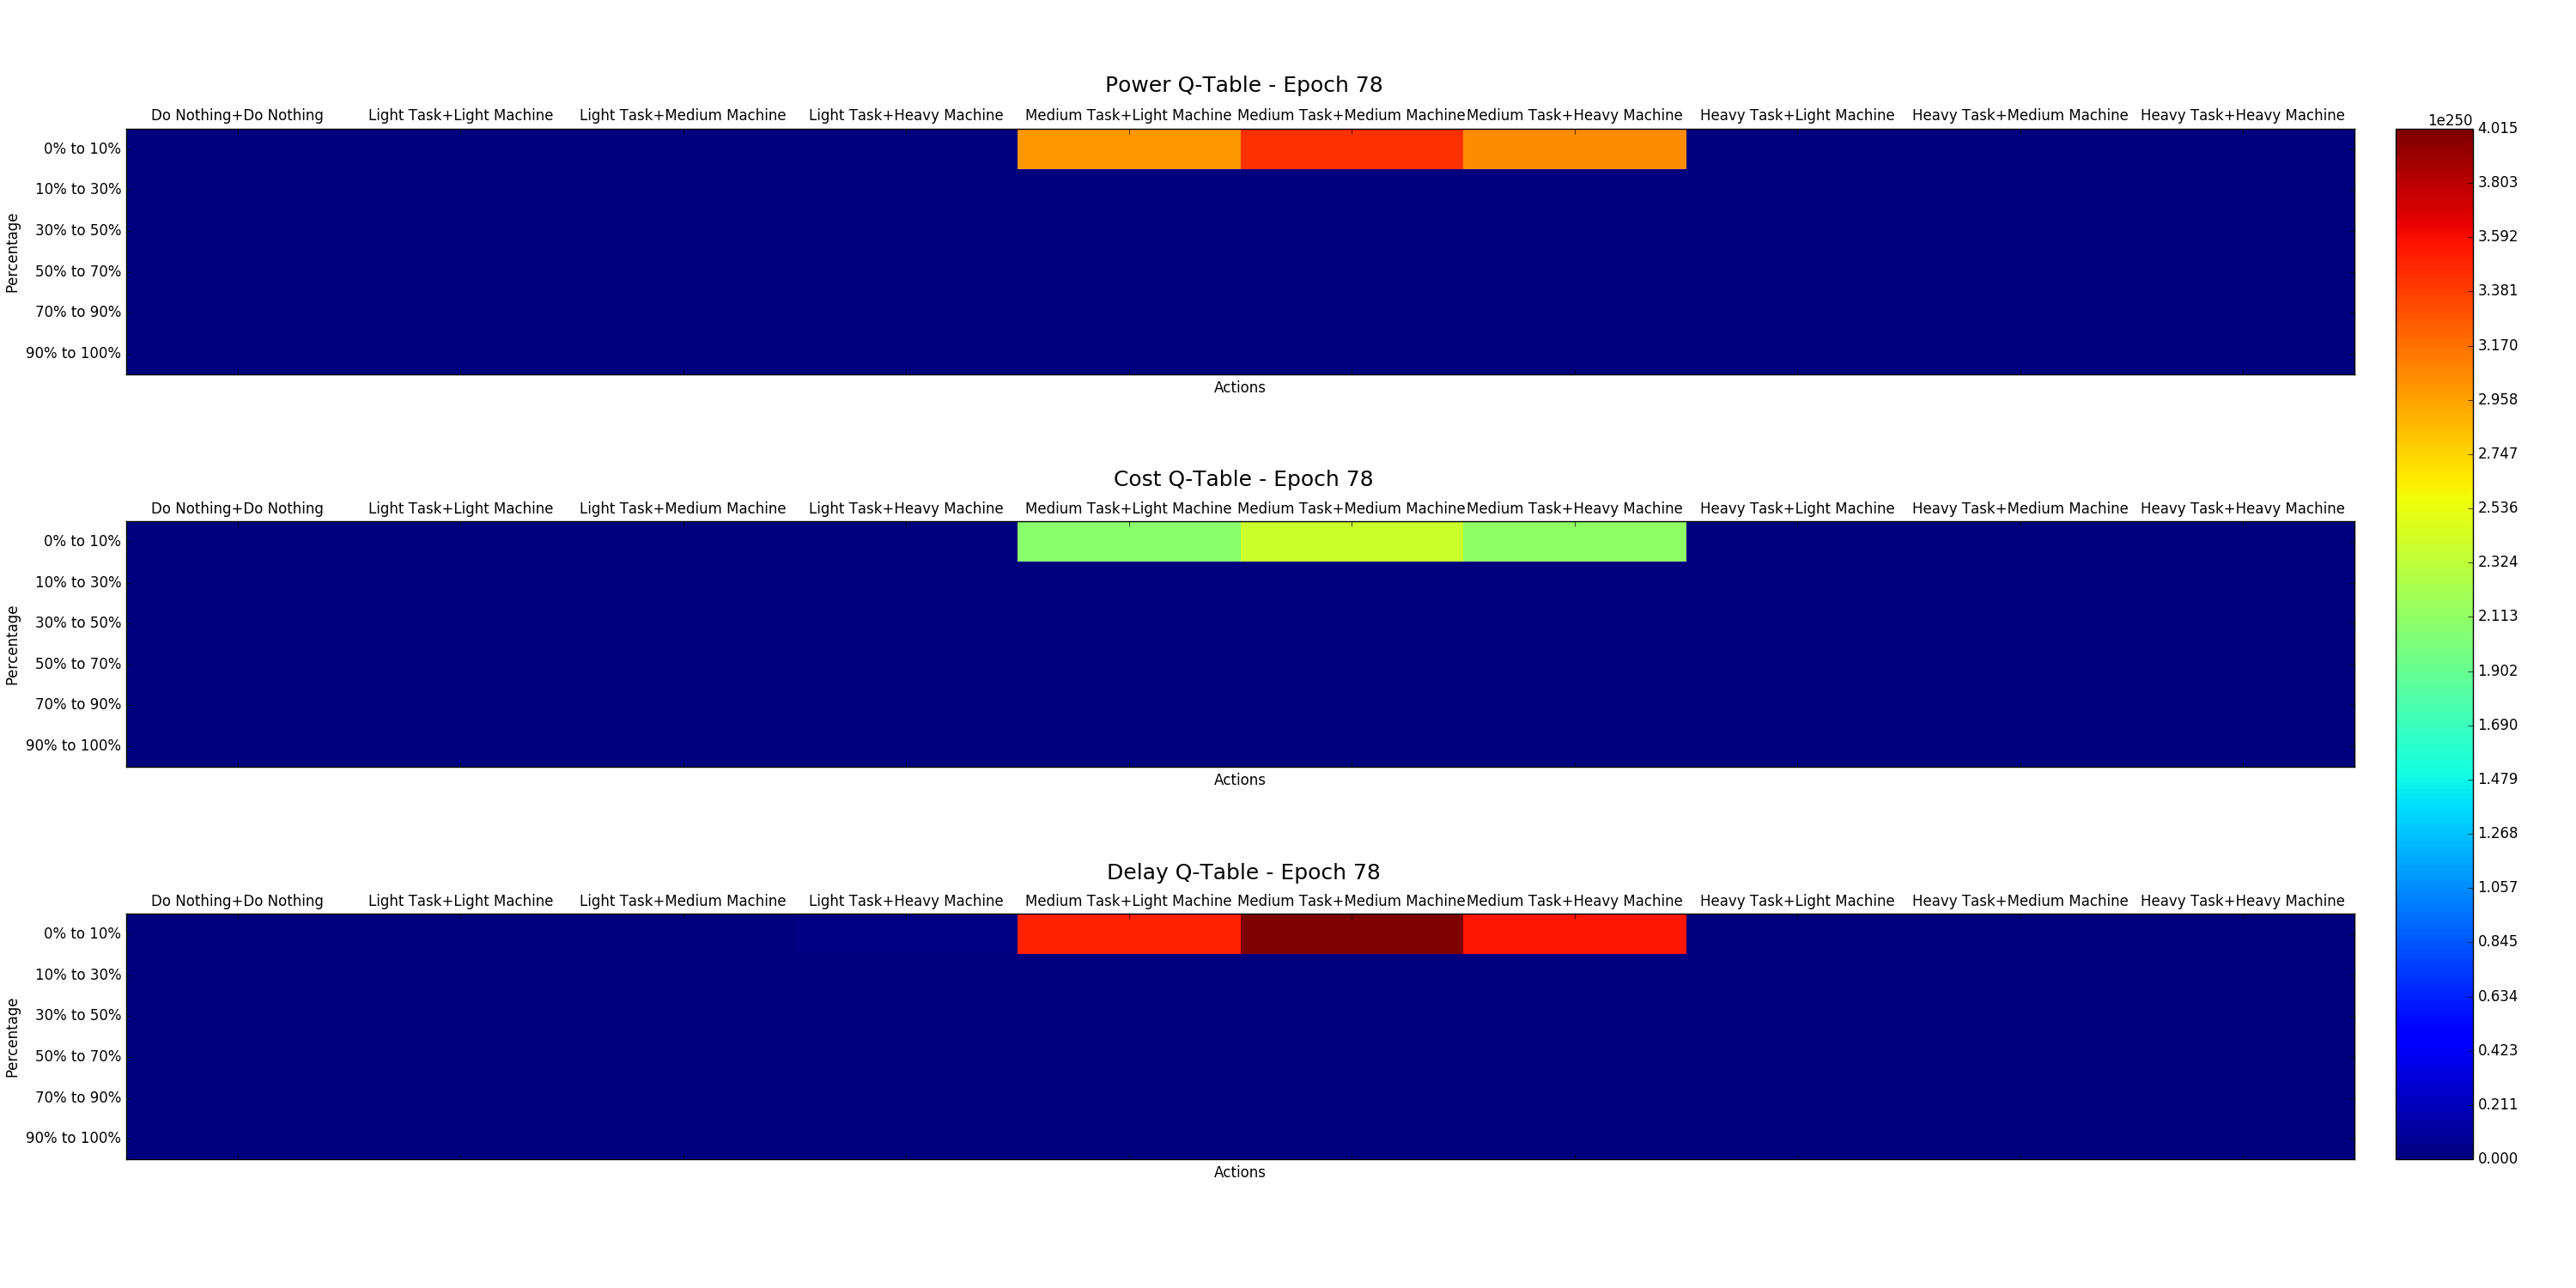 Power Q-Table - Epoch 78
Do Nothing+Do Nothing Light Task+Light Machine Light Task+Medium Machine Light Task+Heavy Machine Medium Task+Light Machine Medium Task+Medium Machine Medium Task+Heavy Machine Heavy Task+Light Machine Heavy Task+Medium Machine Heavy Task+Heavy Machine
0% to 10%
10% to 30%
30% to 50%
50% to 70%
70% to 90%
90% to 100%
Percentage
Actions
Cost Q-Table - Epoch 78
Do Nothing+Do Nothing Light Task+Light Machine Light Task+Medium Machine Light Task+Heavy Machine Medium Task+Light Machine Medium Task+Medium Machine Medium Task+Heavy Machine Heavy Task+Light Machine Heavy Task+Medium Machine Heavy Task+Heavy Machine
0% to 10%
10% to 30%
30% to 50%
50% to 70%
70% to 90%
90% to 100%
Percentage
Actions
Delay Q-Table - Epoch 78
Do Nothing+Do Nothing Light Task+Light Machine Light Task+Medium Machine Light Task+Heavy Machine Medium Task+Light Machine Medium Task+Medium Machine Medium Task+Heavy Machine Heavy Task+Light Machine Heavy Task+Medium Machine Heavy Task+Heavy Machine
0% to 10%
10% to 30%
30% to 50%
50% to 70%
70% to 90%
90% to 100%
Percentage
Actions
1e250
4.015
3.803
3.592
3.381
3.170
2.958
2.747
2.536
2.324
2.113
1.902
1.690
1.479
1.268
1.057
0.845
0.634
0.423
0.211
0.000